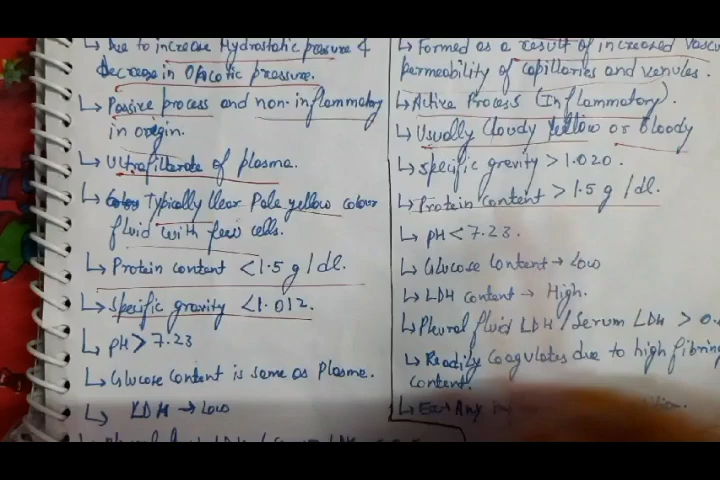 ↳ Due to increase Hydrostatic pressure &
decrease in Oncotic pressure.
↳ Passive process and non-inflammatory
in origin.
↳ Ultrafiltrate of plasma.
↳ Typically clear Pale yellow colour
fluid with few cells.
↳ Protein content < 1.5 g/dl.
↳ Specific gravity < 1.012.
↳ pH > 7.23
↳ Glucose content is same as Plasma.
↳ LDH → Low
↳ Formed as a result of increased
permeability of capillaries and venules.
↳ Active Process (Inflammatory).
↳ Usually Cloudy yellow or Bloody
↳ Specific gravity > 1.020.
↳ Protein content > 1.5 g/dl.
↳ pH < 7.23.
↳ Glucose Content → Low
↳ LDH content → High.
↳ Pleural fluid LDH / Serum LDH > 0.
↳ Readily coagulates due to high
content.
↳ Ex → Any